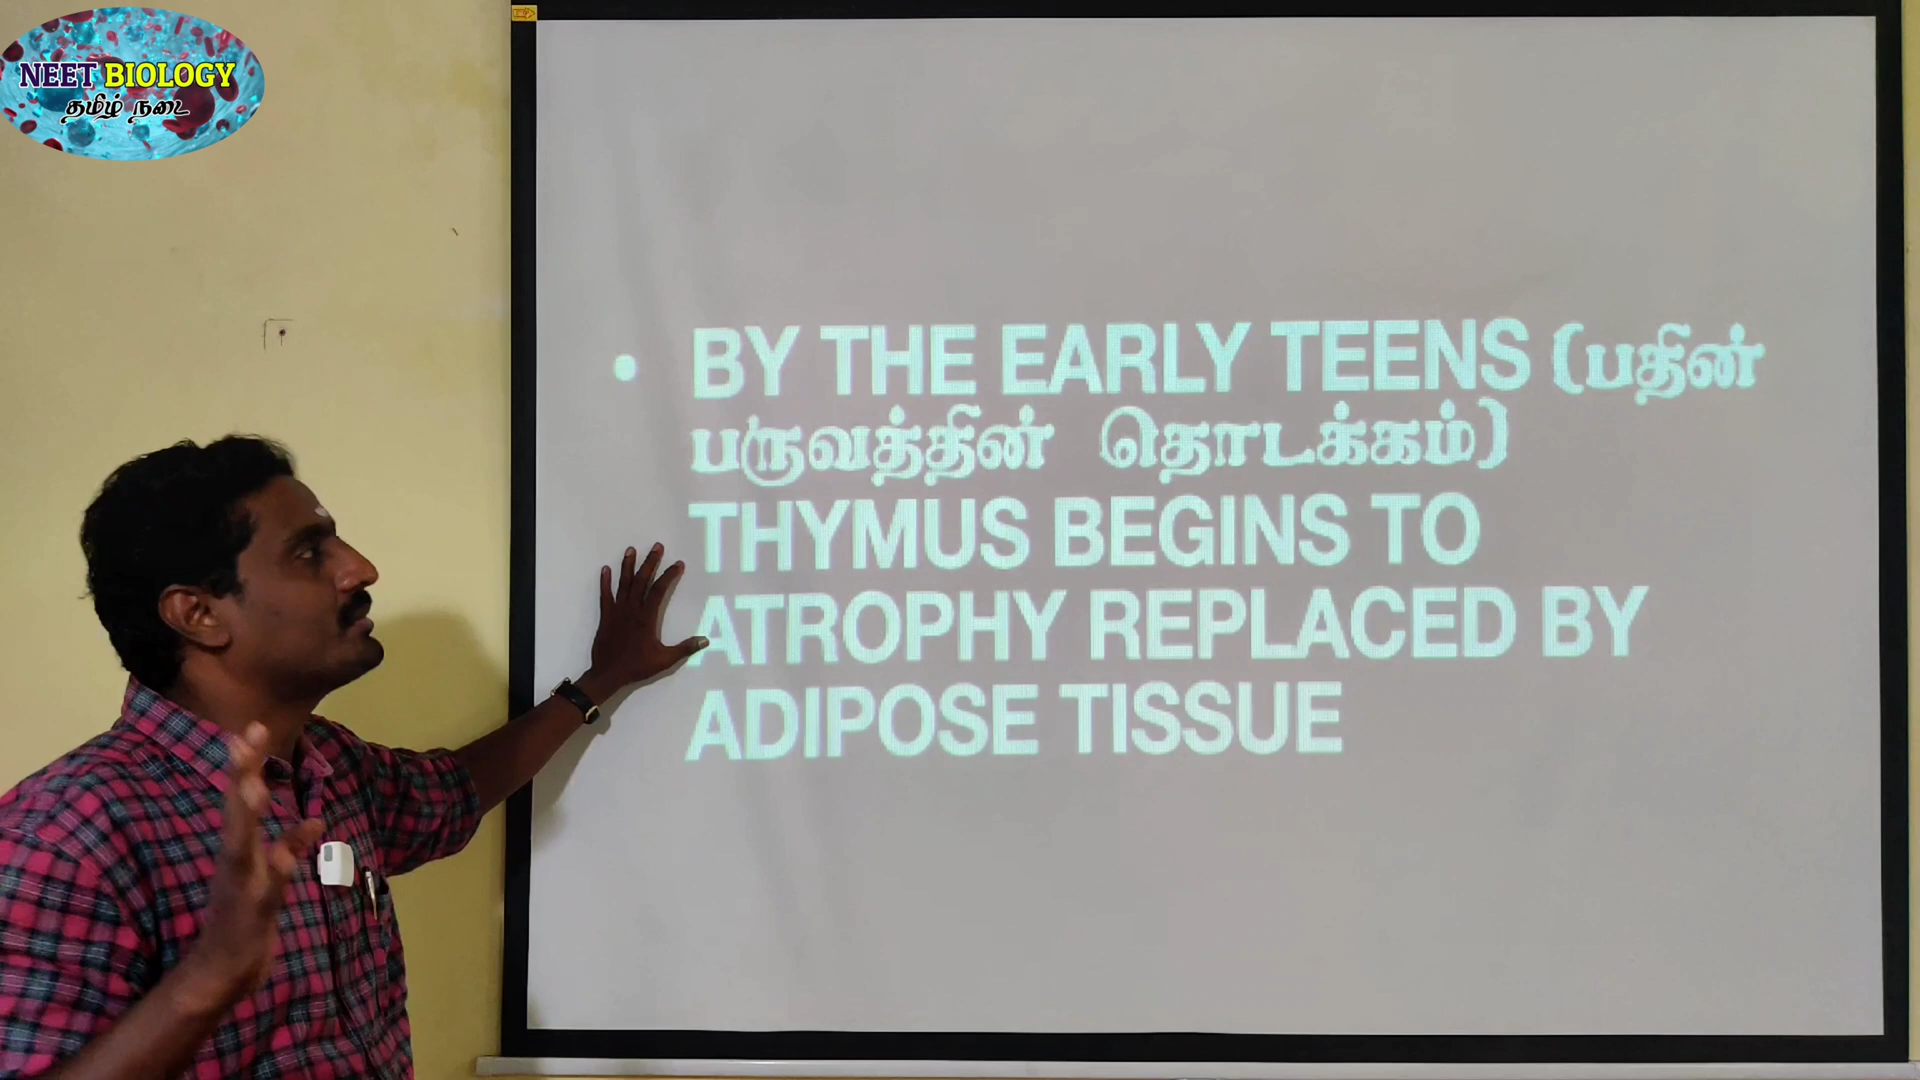 NEET BIOLOGY
தமிழ் நடை
• BY THE EARLY TEENS (பதின்
பருவத்தின் தொடக்கம்)
THYMUS BEGINS TO
ATROPHY REPLACED BY
ADIPOSE TISSUE